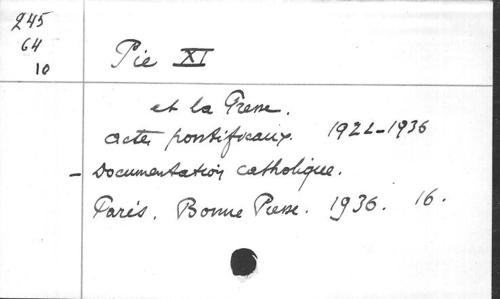 245
64
10
Pie XI
et la Presse.
actes pontificaux. 1922-1936
- Documentation catholique.
Paris. Bonne Presse. 1936. 16.